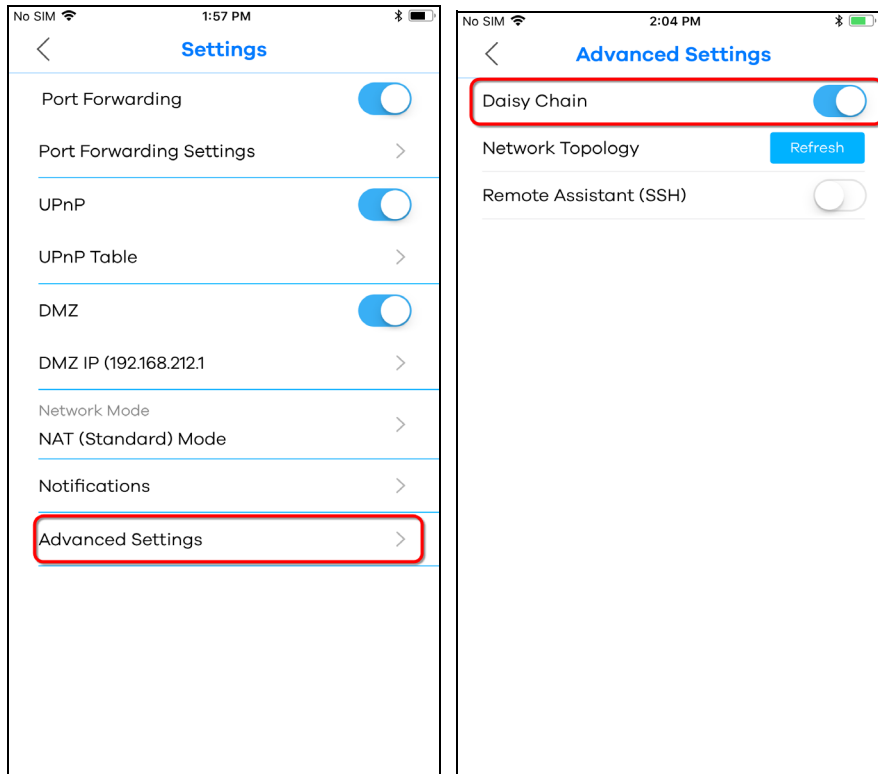 No SIM 1:57 PM
Settings
Port Forwarding
Port Forwarding Settings
UPnP
UPnP Table
DMZ
DMZ IP (192.168.212.1
Network Mode
NAT (Standard) Mode
Notifications
Advanced Settings
No SIM 2:04 PM
Advanced Settings
Daisy Chain
Network Topology Refresh
Remote Assistant (SSH)